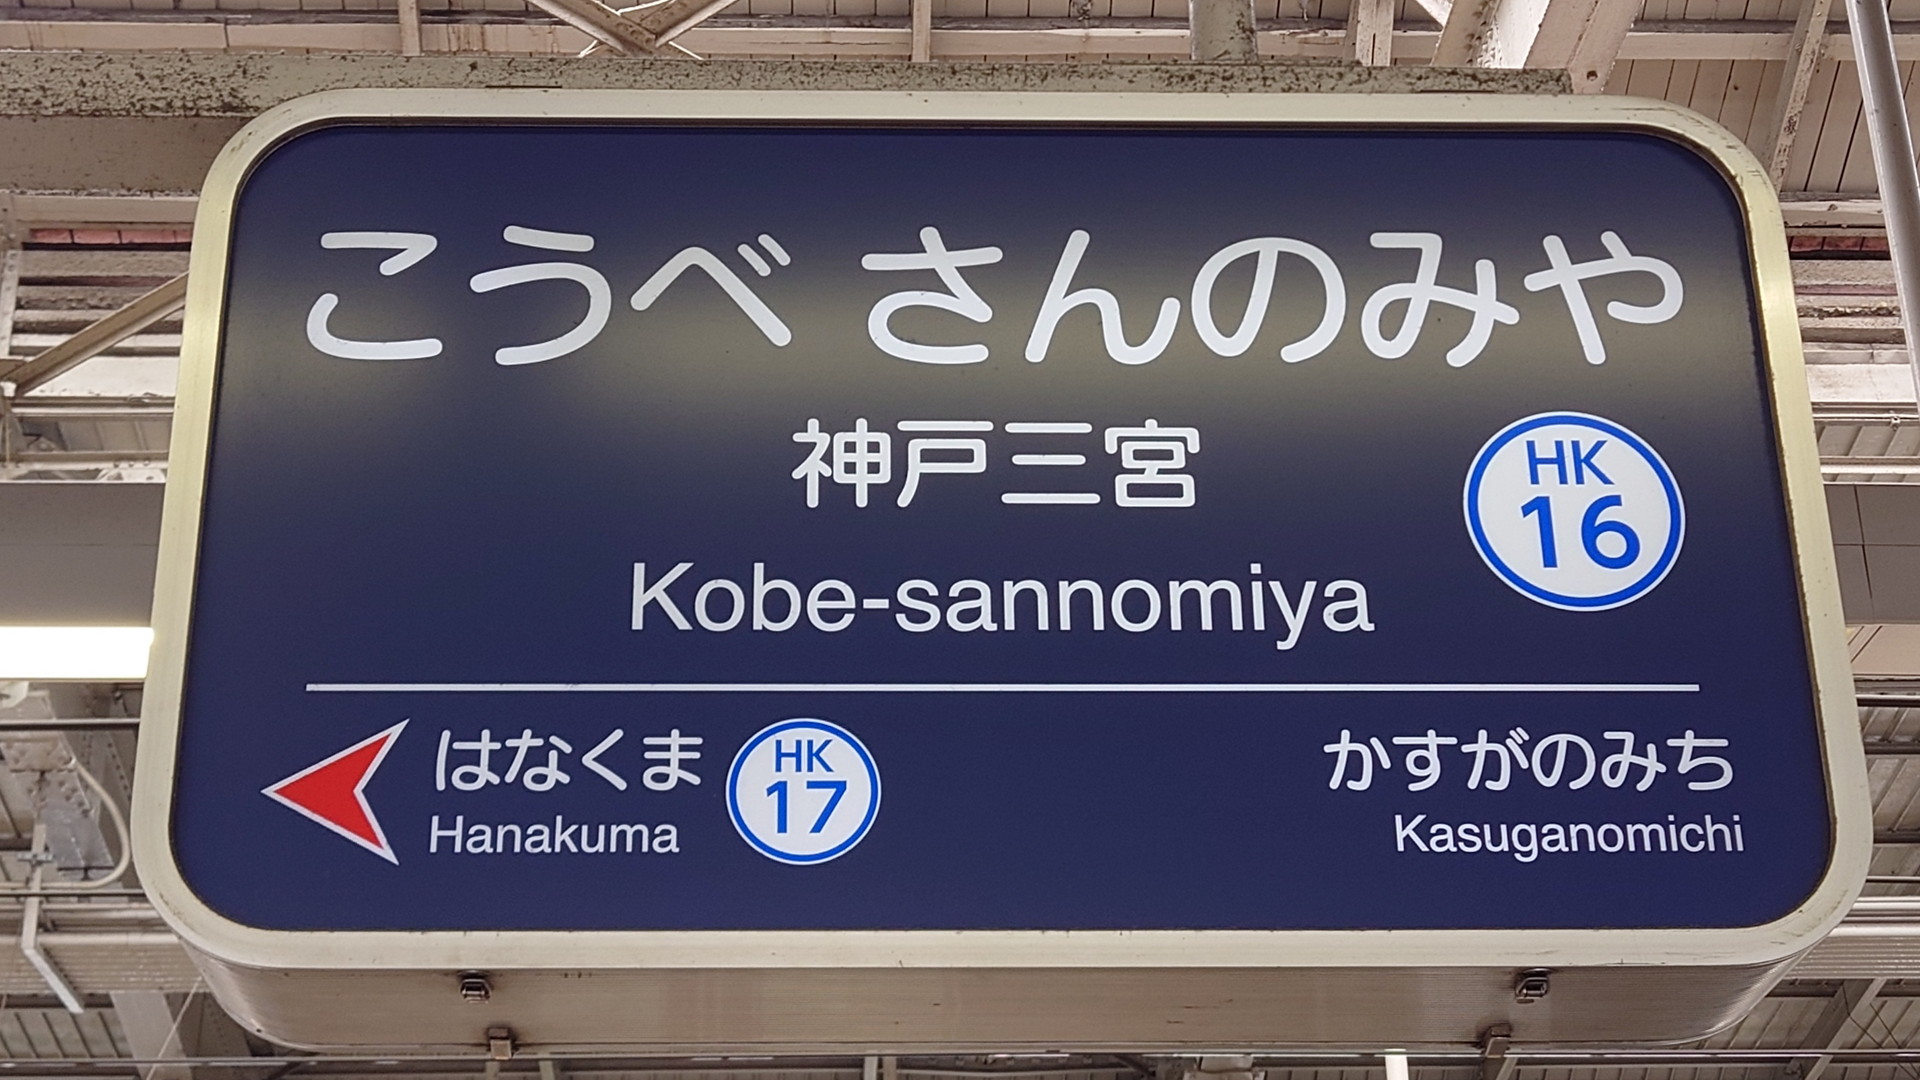 こうべ さんのみや
神戸三宮
HK
16
Kobe-sannomiya
はなくま
Hanakuma
HK
17
かすがのみち
Kasuganomichi